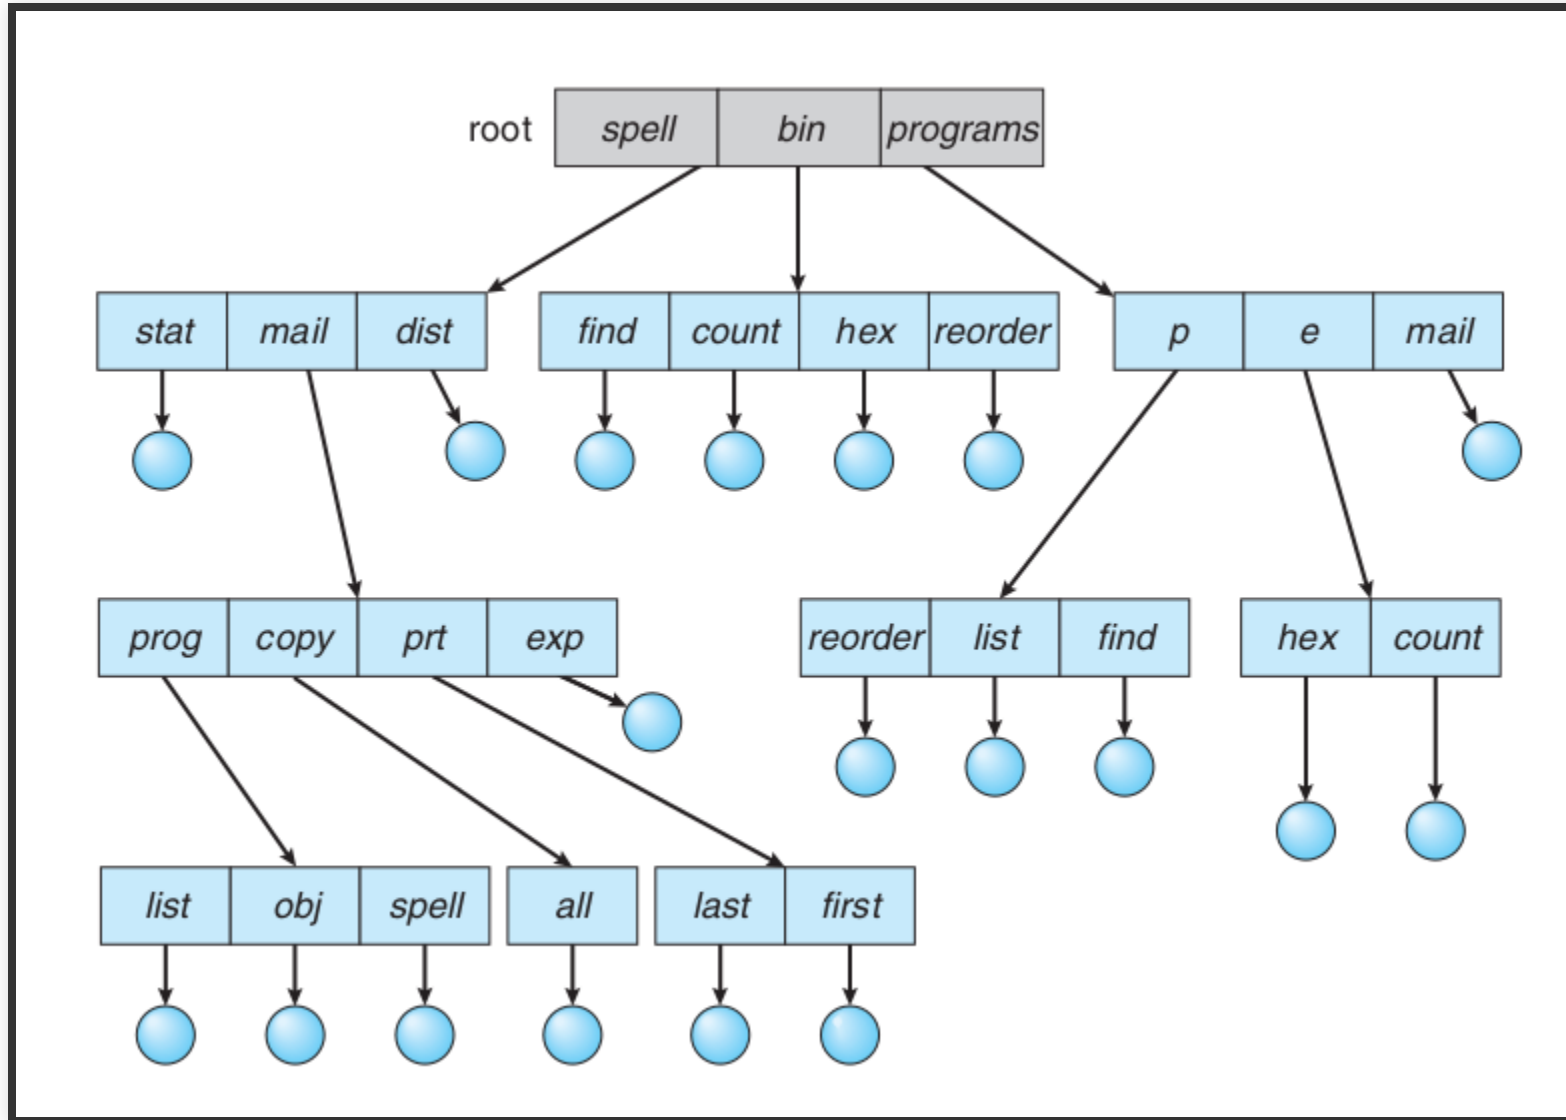 root spell bin programs
stat mail dist find count hex reorder p e mail
prog copy prt exp reorder list find hex count
list obj spell all last first